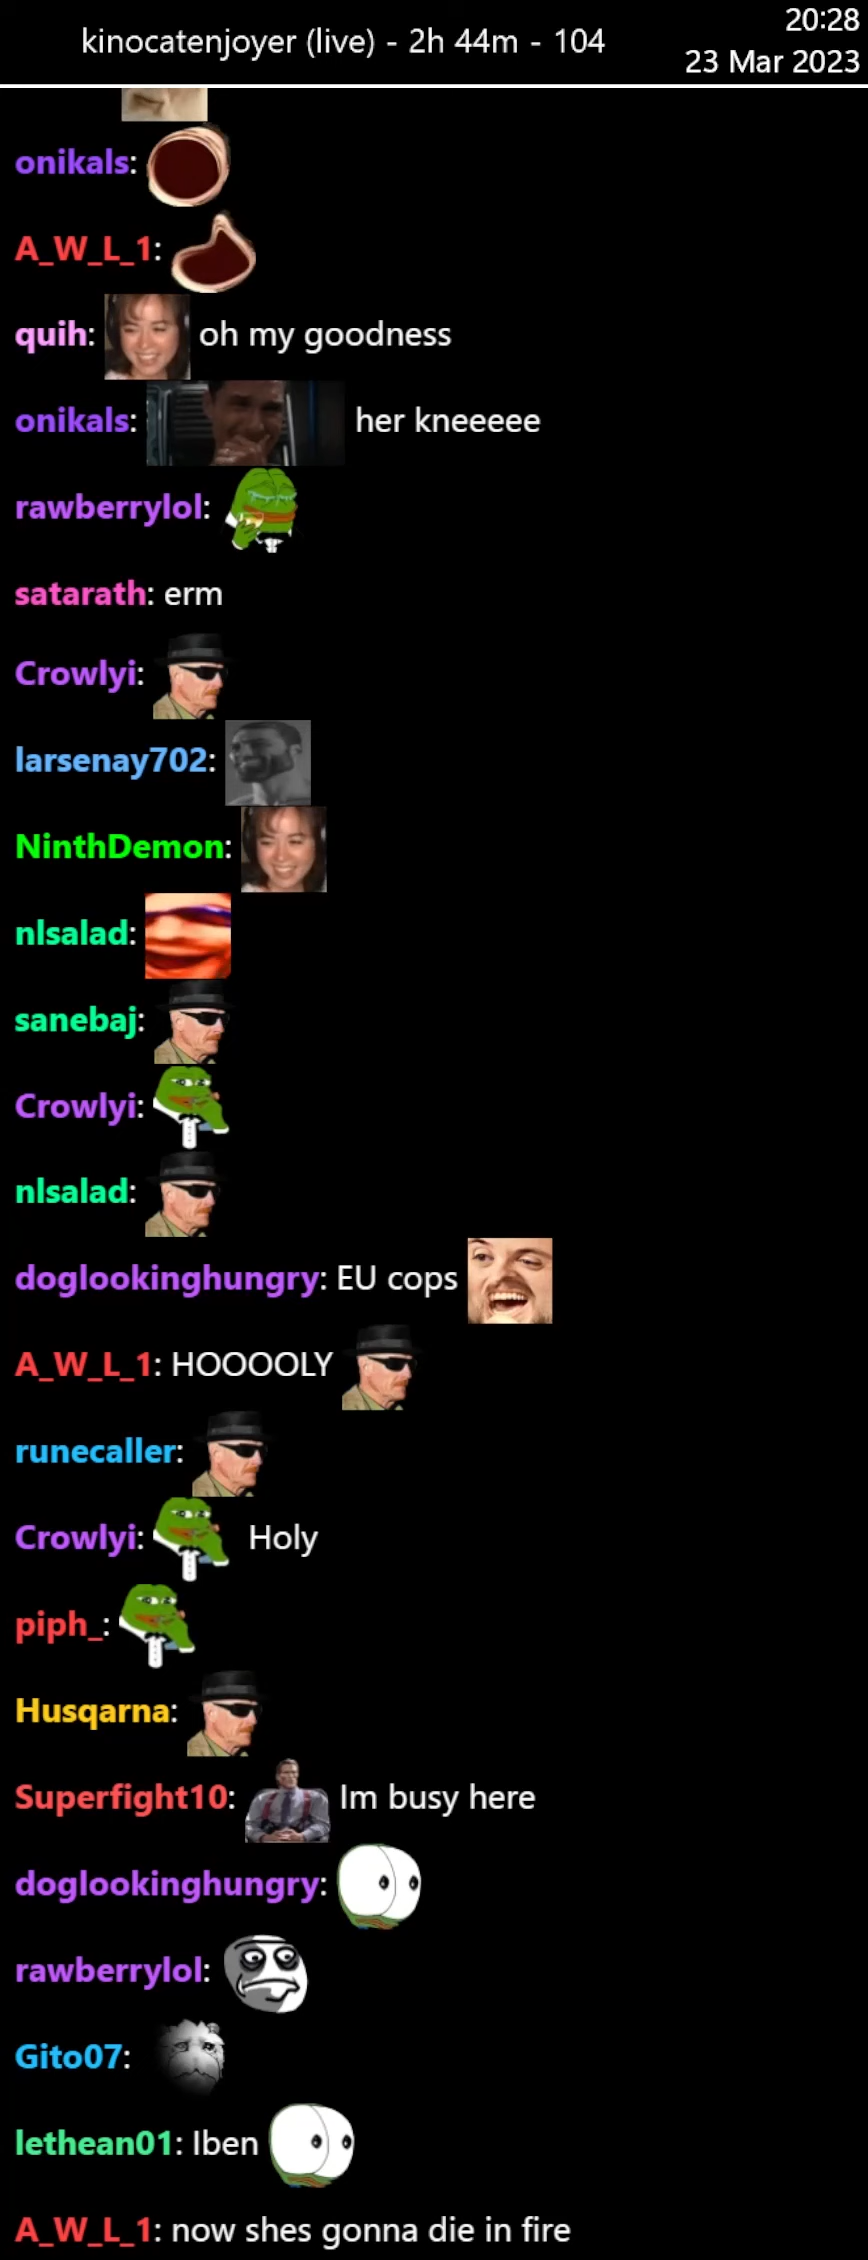 20:28
kinocatenjoyer (live) - 2h 44m - 104
23 Mar 2023
onikals:
A_W_L_1:
quih: oh my goodness
onikals: her kneeeee
rawberrylol:
satarath: erm
Crowlyi:
larsenay702:
NinthDemon:
nlsalad:
sanebaj:
Crowlyi:
nlsalad:
doglookinghungry: EU cops
A_W_L_1: HOOOOLY
runecaller:
Crowlyi: Holy
piph_:
Husqarna:
Superfight10: Im busy here
doglookinghungry:
rawberrylol:
Gito07:
lethean01: Iben
A_W_L_1: now shes gonna die in fire